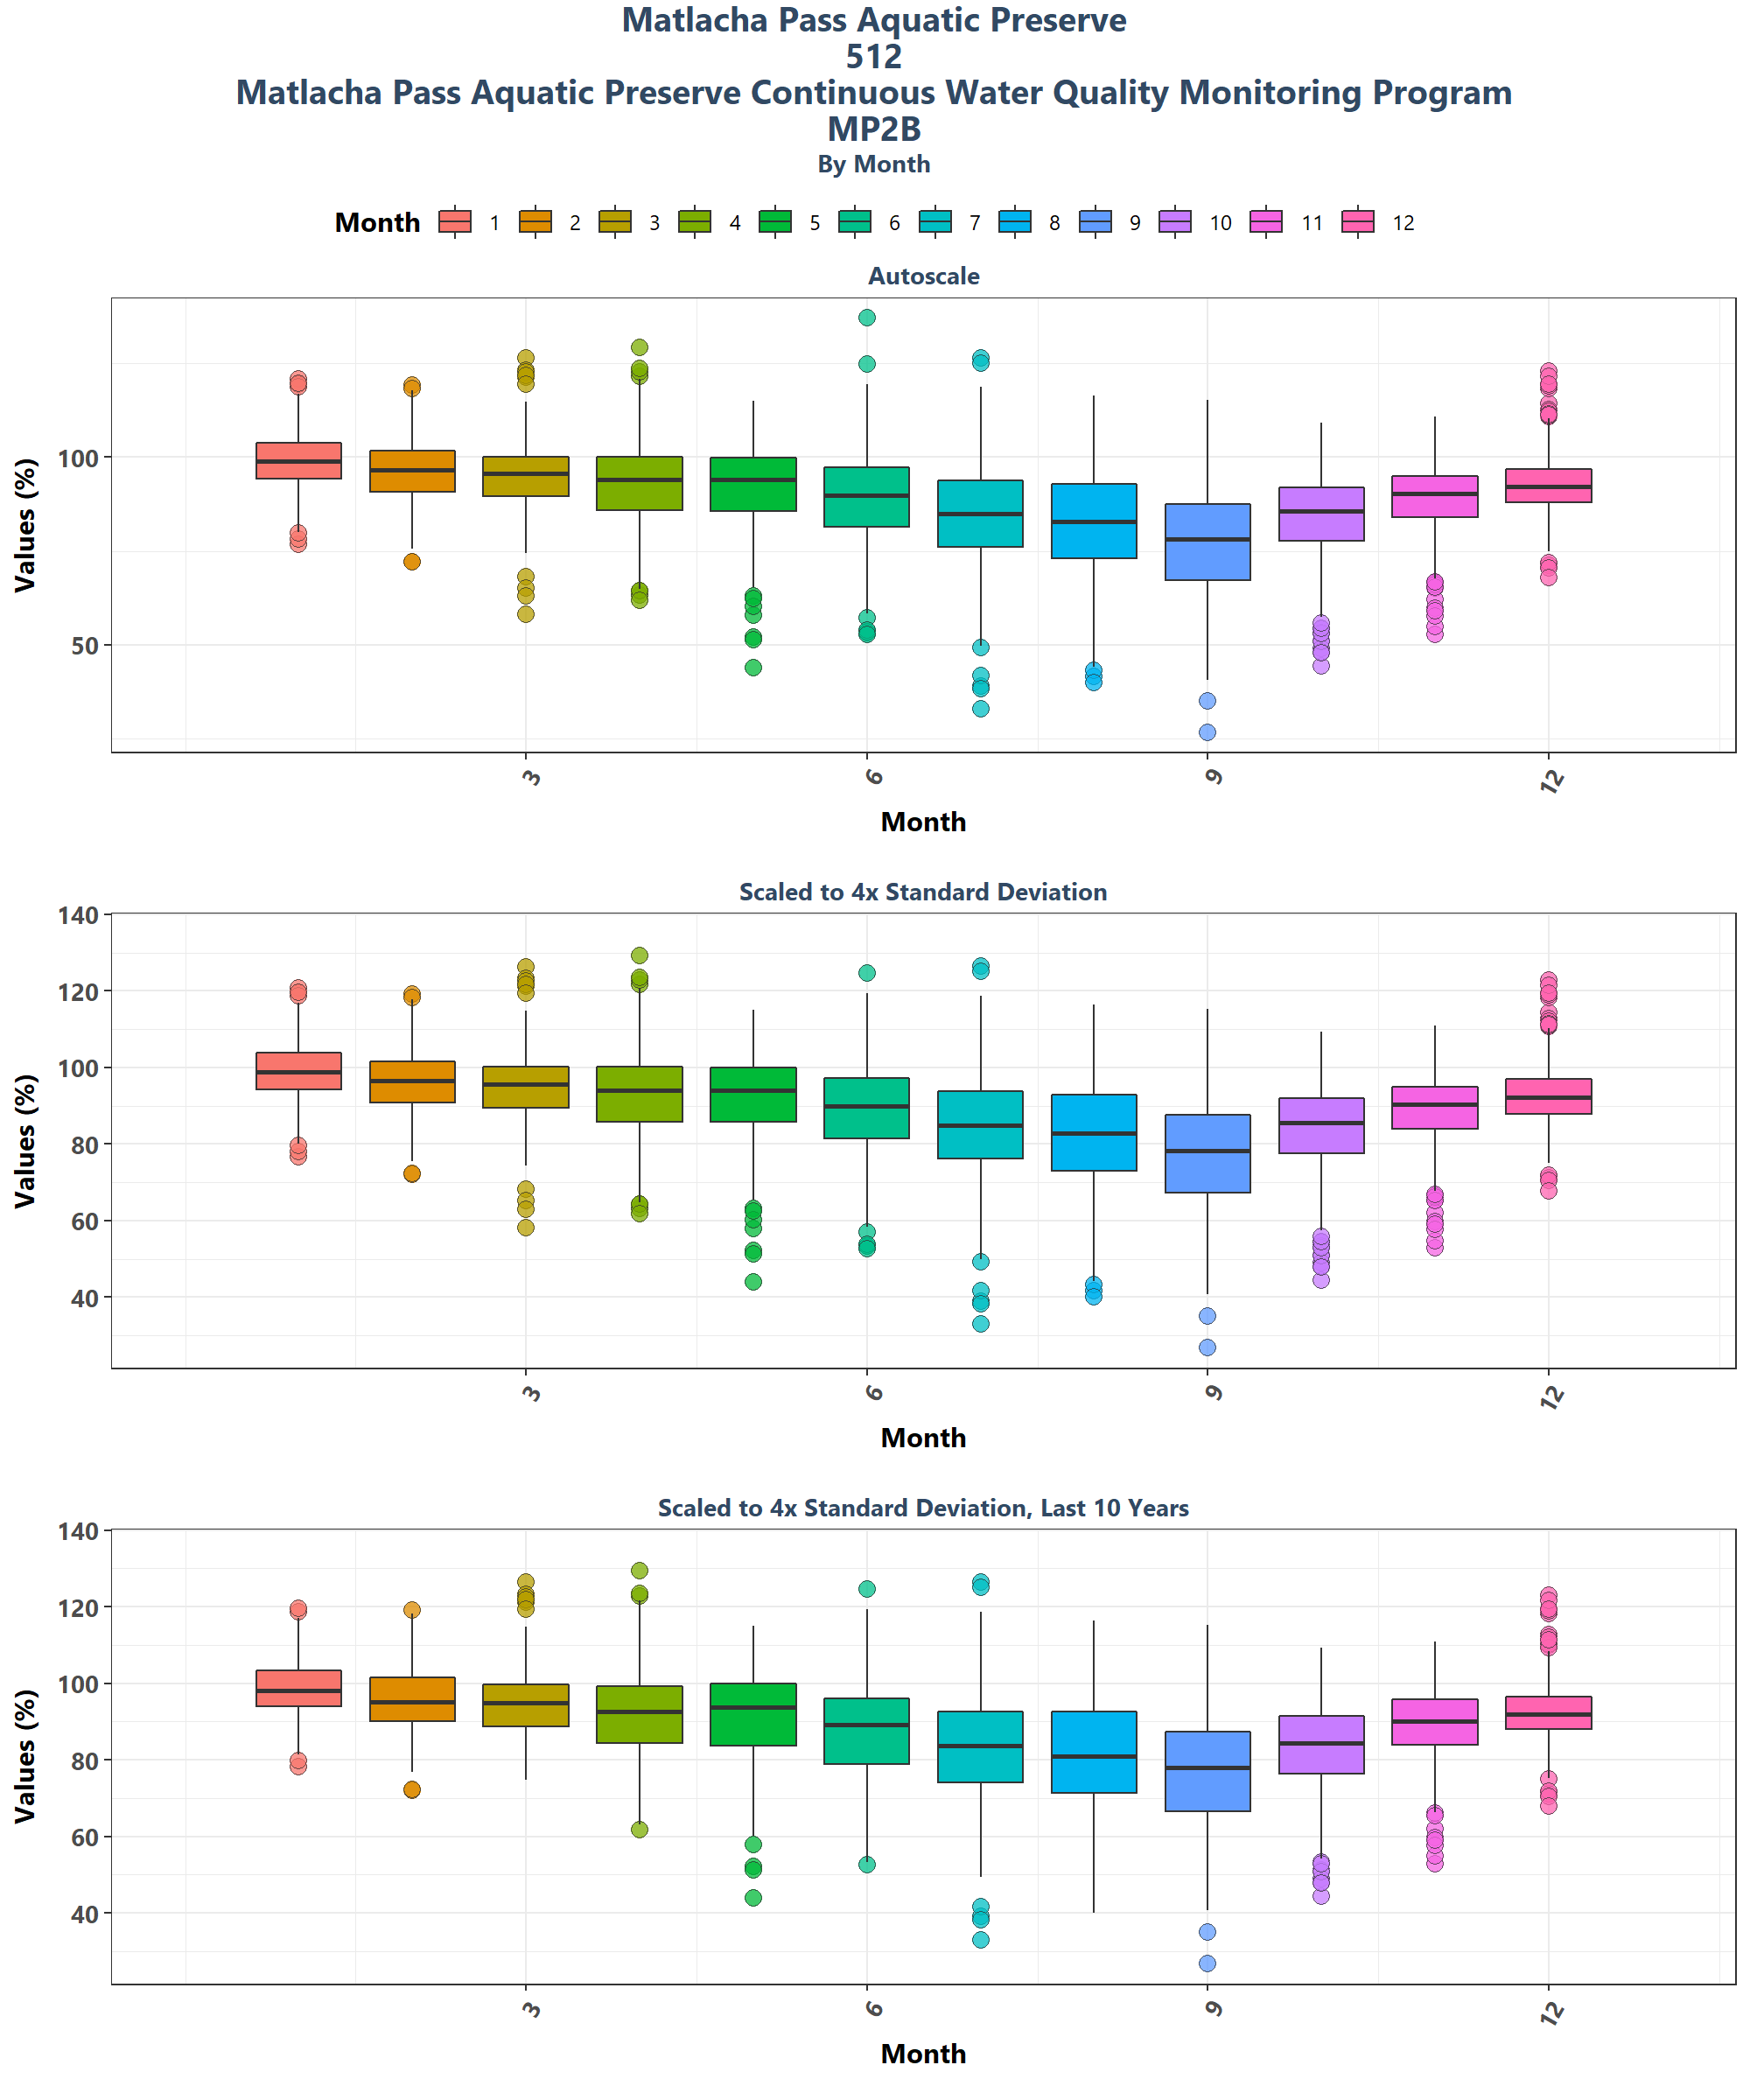 Matlacha Pass Aquatic Preserve
512
Matlacha Pass Aquatic Preserve Continuous Water Quality Monitoring Program
MP2B
By Month
Month 1 2 3 4 5 6 7 8 9 10 11 12
Autoscale
Values (%)
100
50
3 6 9 12
Month
Scaled to 4x Standard Deviation
Values (%)
140
120
100
80
60
40
3 6 9 12
Month
Scaled to 4x Standard Deviation, Last 10 Years
Values (%)
140
120
100
80
60
40
3 6 9 12
Month